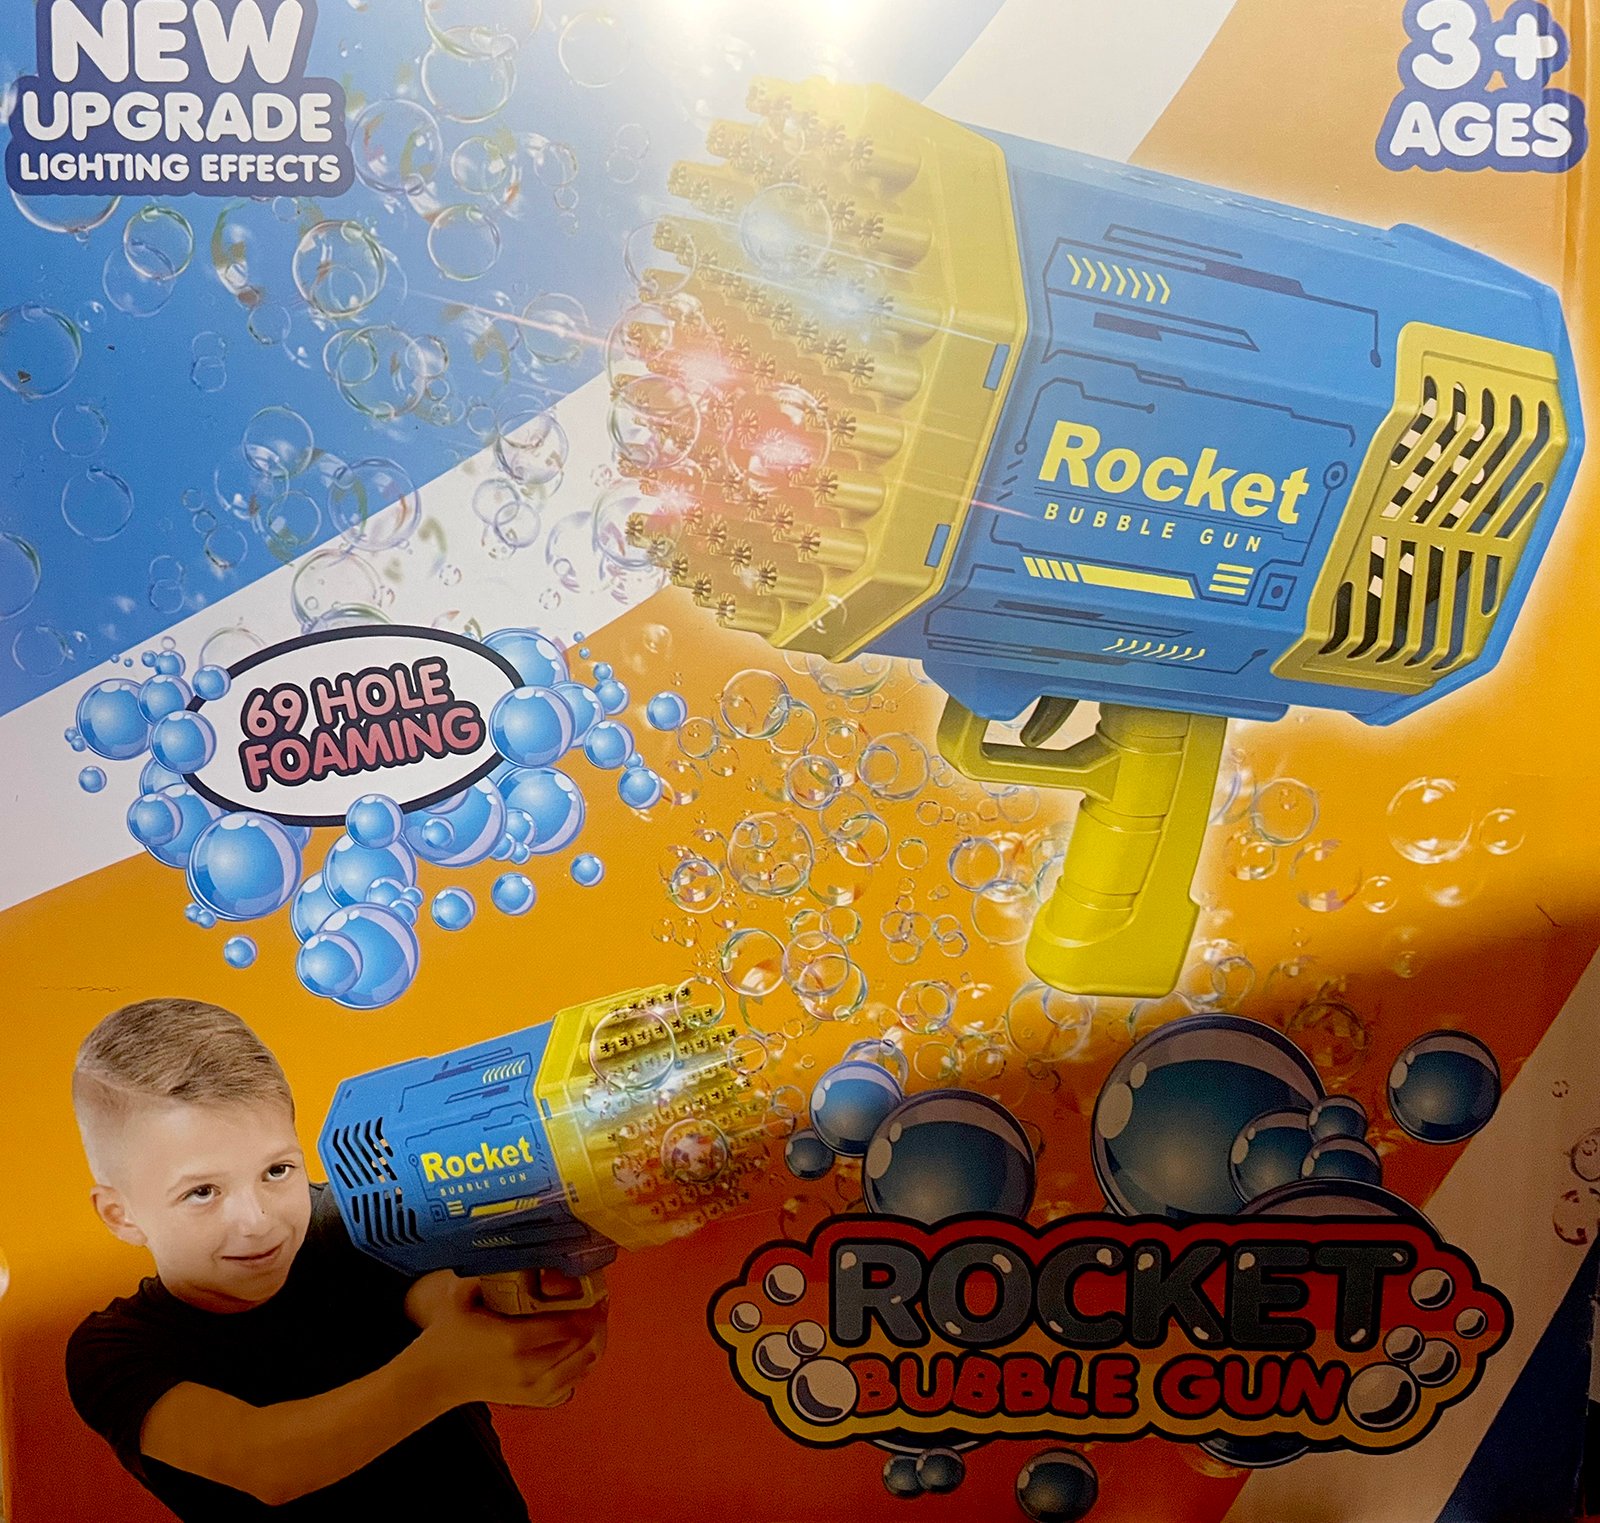 NEW
UPGRADE
LIGHTING EFFECTS
3+
AGES
Rocket
BUBBLE GUN
69 HOLE
FOAMING
Rocket
BUBBLE GUN
ROCKET
BUBBLE GUN